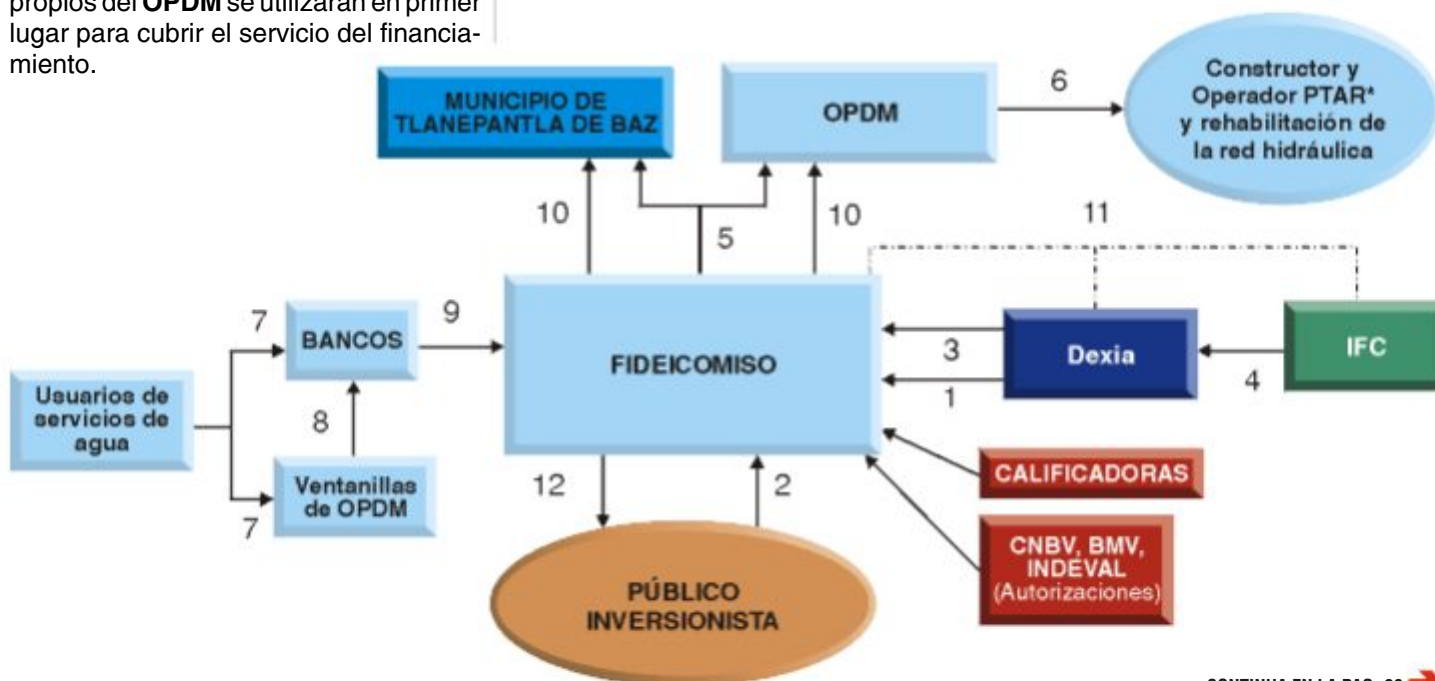 propios del OPDM se utilizarán en primer
lugar para cubrir el servicio del financia-
miento.
MUNICIPIO DE
TLANEPANTLA DE BAZ
OPDM
6
Constructor y
Operador PTAR*
y rehabilitación de
la red hidráulica
10
5
10
11
7
BANCOS
9
FIDEICOMISO
3
1
Dexia
4
IFC
Usuarios de
servicios de
agua
8
7
Ventanillas
de OPDM
12
2
CALIFICADORAS
CNBV, BMV,
INDEVAL
(Autorizaciones)
PÚBLICO
INVERSIONISTA